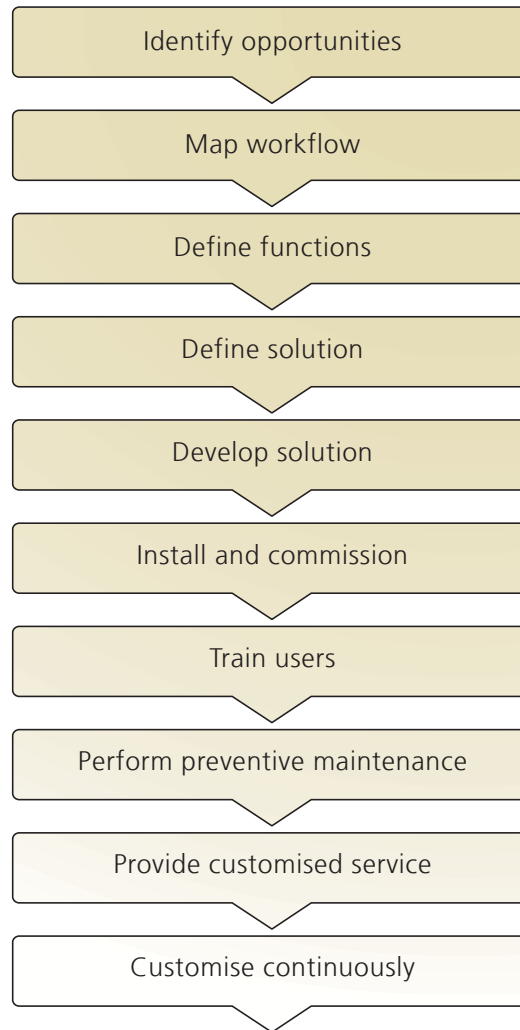 Identify opportunities
Map workflow
Define functions
Define solution
Develop solution
Install and commission
Train users
Perform preventive maintenance
Provide customised service
Customise continuously